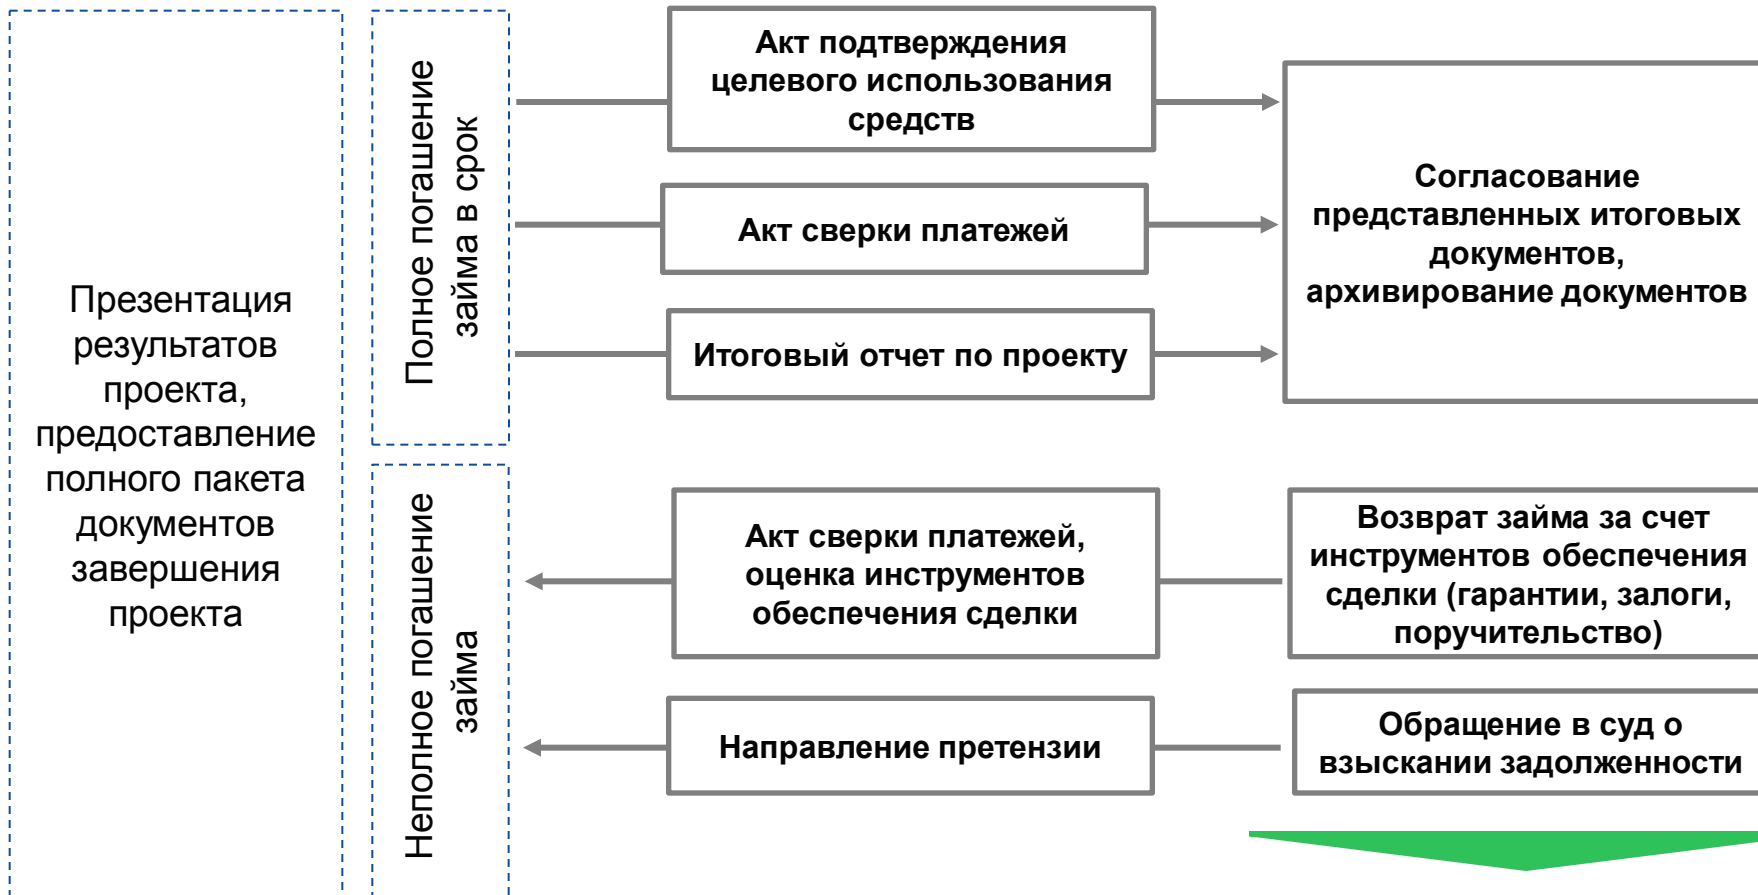 Презентация
результатов
проекта,
предоставление
полного пакета
документов
завершения
проекта
Полное погашение
займа в срок
Акт подтверждения
целевого использования
средств
Акт сверки платежей
Итоговый отчет по проекту
Согласование
представленных итоговых
документов,
архивирование документов
Неполное погашение
займа
Акт сверки платежей,
оценка инструментов
обеспечения сделки
Возврат займа за счет
инструментов обеспечения
сделки (гарантии, залоги,
поручительство)
Направление претензии
Обращение в суд о
взыскании задолженности